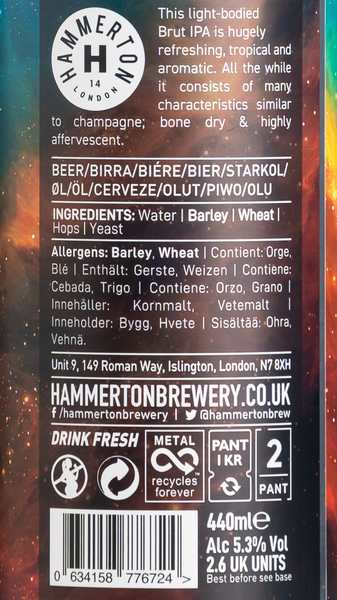 HAMMERTON
H
14
LONDON
This light-bodied
Brut IPA is hugely
refreshing, tropical and
aromatic. All the while
it consists of many
characteristics similar
to champagne; bone dry & highly
effervescent.
BEER/BIRRA/BIÉRE/BIER/STARKOL/
ØL/ÖL/CERVEZE/OLUT/PIWO/OLU
INGREDIENTS: Water | Barley | Wheat |
Hops | Yeast
Allergens: Barley, Wheat | Contient: Orge,
Blé | Enthält: Gerste, Weizen | Contiene:
Cebada, Trigo | Contiene: Orzo, Grano |
Innehåller: Kornmalt, Vetemalt |
Inneholder: Bygg, Hvete | Sisältää: Ohra,
Vehnä.
Unit 9, 149 Roman Way, Islington, London, N7 8XH
HAMMERTONBREWERY.CO.UK
f/hammertonbrewery | @hammertonbrew
DRINK FRESH
METAL
recycles
forever
PANT
1 KR
2
PANT
440ml℮
Alc 5.3% Vol
2.6 UK UNITS
Best before see base
0 634158 776724 >